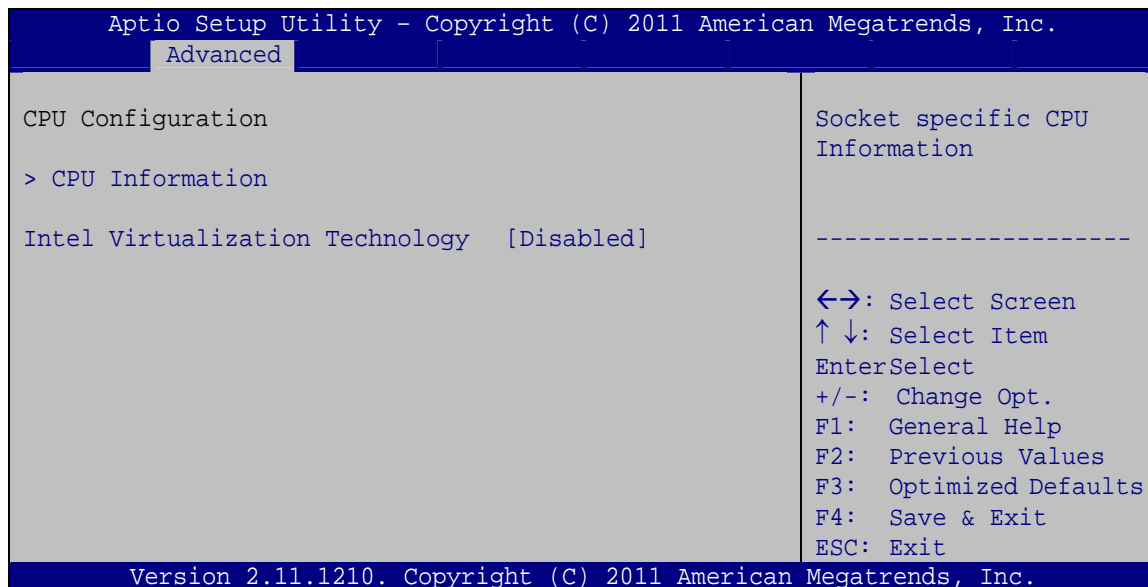 Aptio Setup Utility – Copyright (C) 2011 American Megatrends, Inc.
Advanced
CPU Configuration
> CPU Information
Intel Virtualization Technology [Disabled]
Socket specific CPU
Information
----------------------
←→: Select Screen
↑ ↓: Select Item
EnterSelect
+/-: Change Opt.
F1: General Help
F2: Previous Values
F3: Optimized Defaults
F4: Save & Exit
ESC: Exit
Version 2.11.1210. Copyright (C) 2011 American Megatrends, Inc.